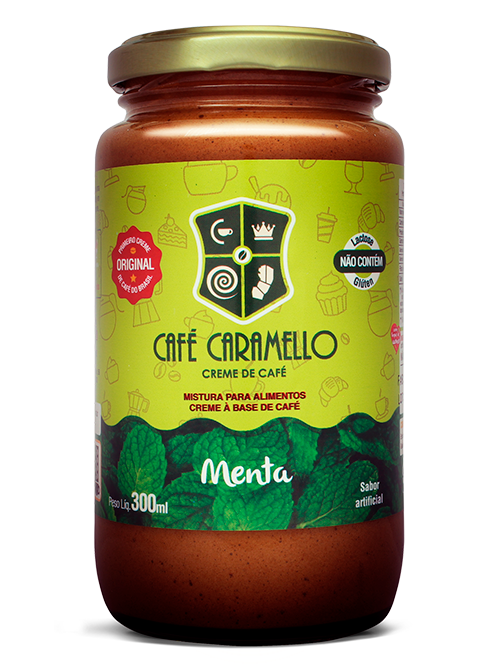 PRIMEIRO CREME
ORIGINAL
DE CAFÉ DO BRASIL
Lactose
NÃO CONTÉM
Glúten
CAFÉ CARAMELLO
CREME DE CAFÉ
MISTURA PARA ALIMENTOS
CREME À BASE DE CAFÉ
Menta
Peso Líq. 300ml
Sabor
artificial